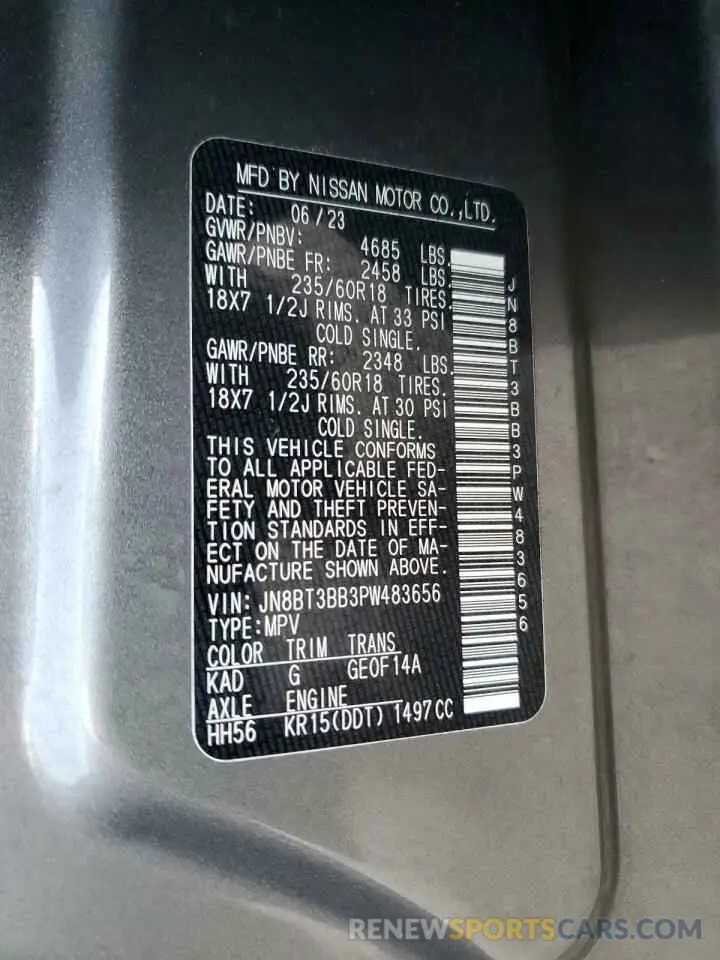 MFD BY NISSAN MOTOR CO.,LTD.
DATE: 06/23
GVWR/PNBV: 4685 LBS.
GAWR/PNBE FR: 2458 LBS.
WITH 235/60R18 TIRES.
18X7 1/2J RIMS. AT 33 PSI
COLD SINGLE.
GAWR/PNBE RR: 2348 LBS.
WITH 235/60R18 TIRES.
18X7 1/2J RIMS. AT 30 PSI
COLD SINGLE.
THIS VEHICLE CONFORMS
TO ALL APPLICABLE FED-
ERAL MOTOR VEHICLE SA-
FETY AND THEFT PREVEN-
TION STANDARDS IN EFF-
ECT ON THE DATE OF MA-
NUFACTURE SHOWN ABOVE.
VIN: JN8BT3BB3PW483656
TYPE:MPV
COLOR TRIM TRANS
KAD G GE0F14A
AXLE ENGINE
HH56 KR15(DDT) 1497CC
JN8BT3BB3PW483656
RENEWSPORTSCARS.COM